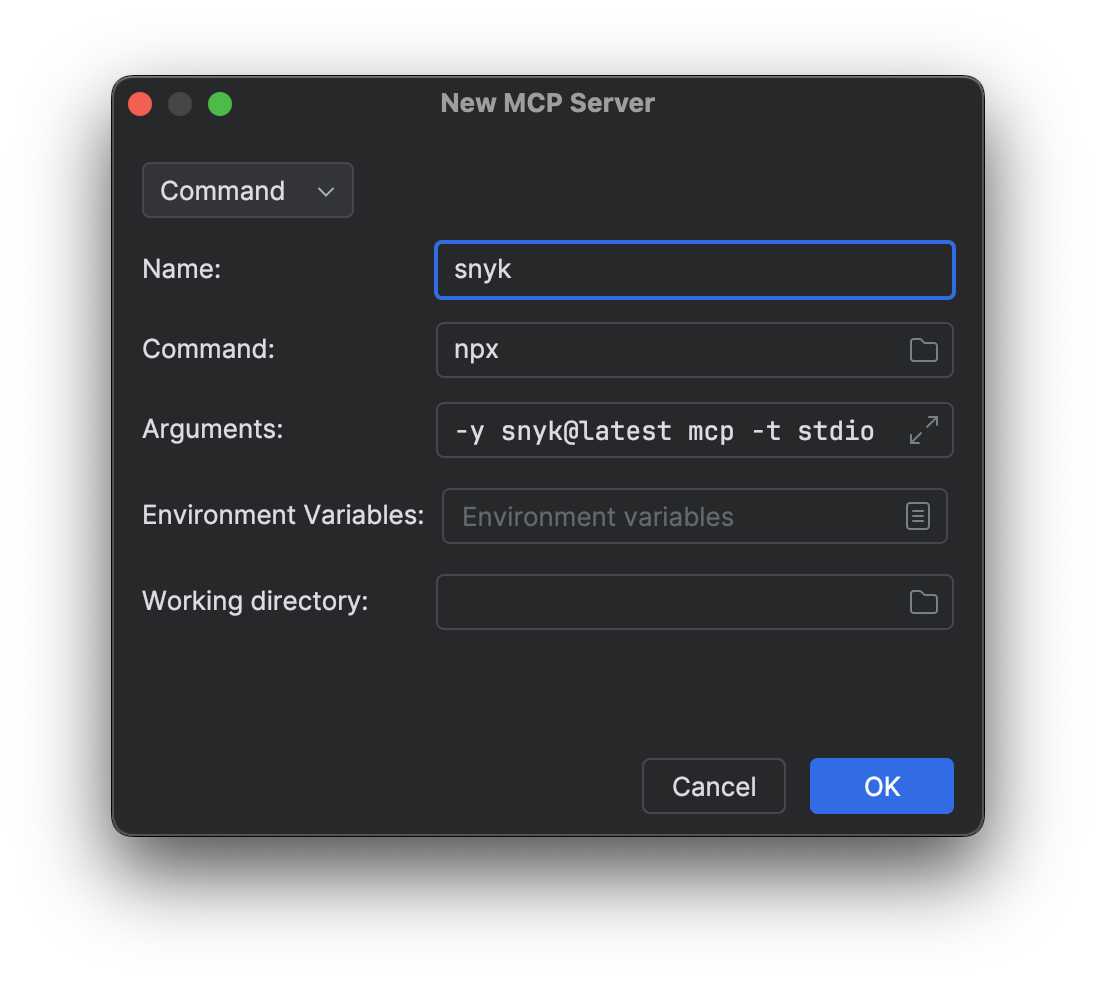 New MCP Server
Command
Name: snyk
Command: npx
Arguments: -y snyk@latest mcp -t stdio
Environment Variables: Environment variables
Working directory:
Cancel OK